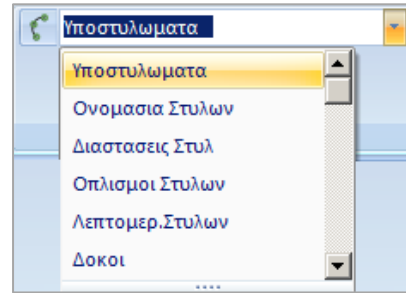 Υποστυλωματα
Υποστυλωματα
Ονομασια Στυλων
Διαστασεις Στυλ
Οπλισμοι Στυλων
Λεπτομερ.Στυλων
Δοκοι